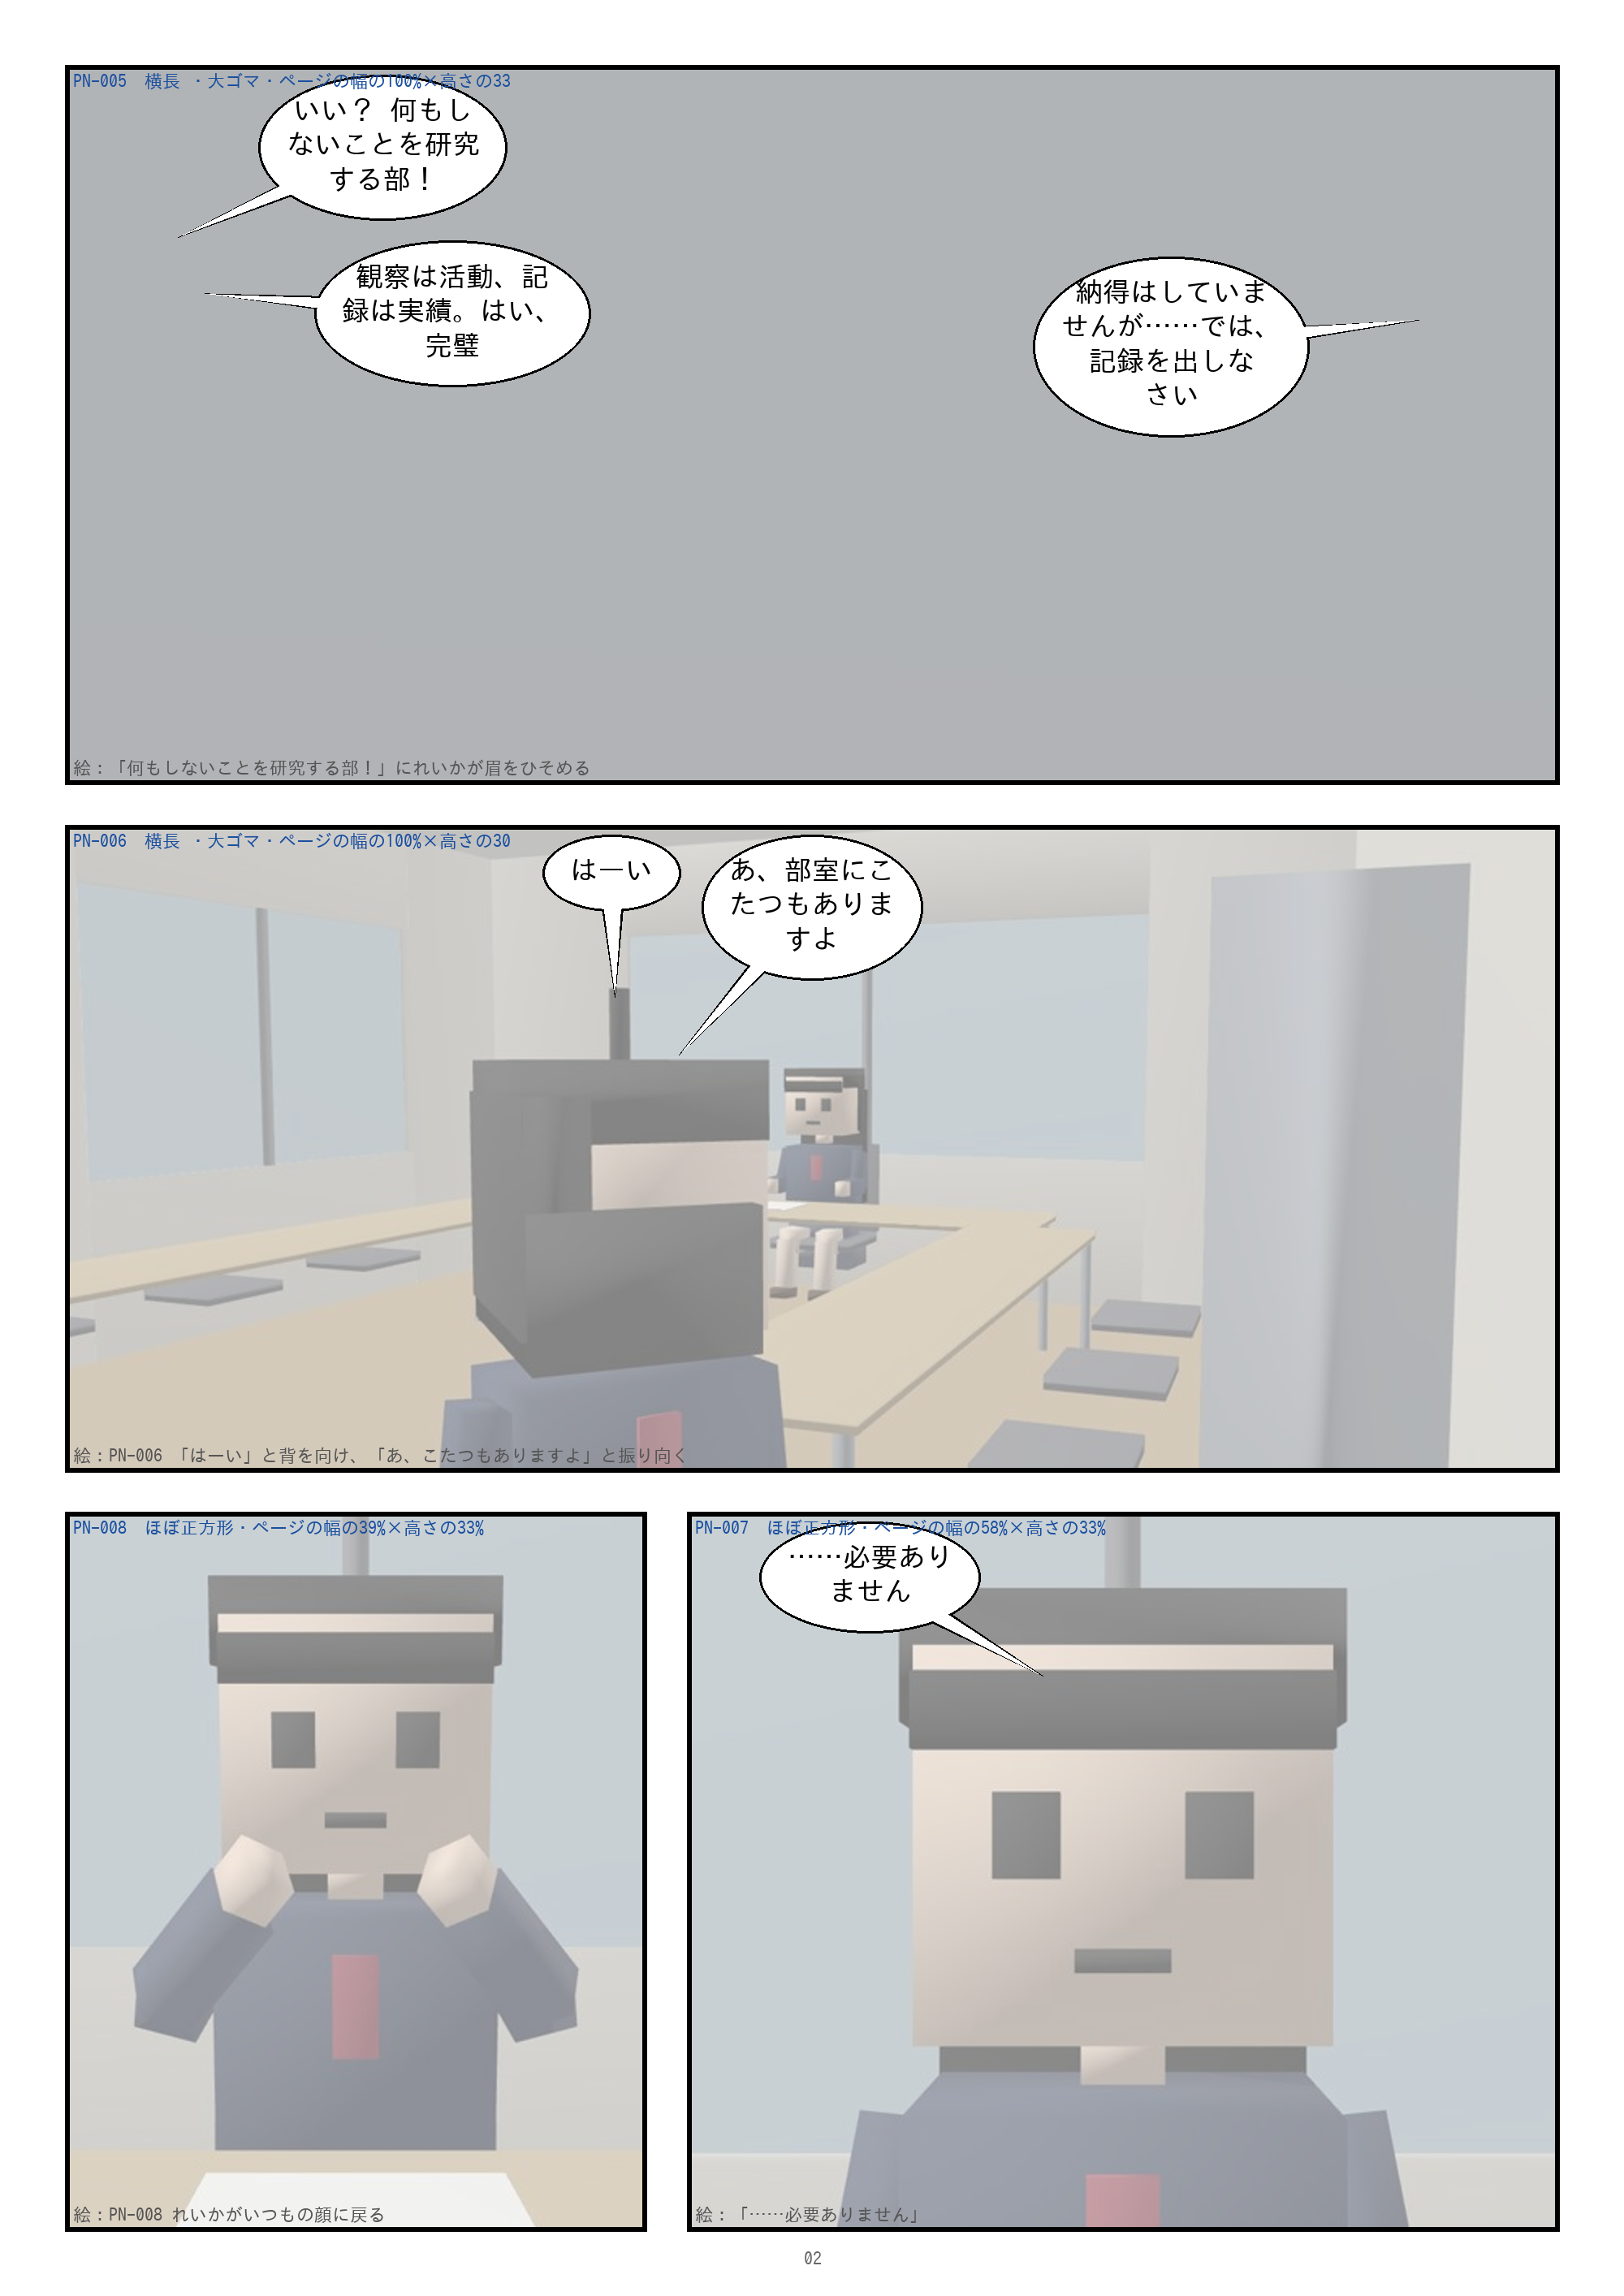 PN-005 横長 ・大ゴマ・ページの幅の100%×高さの33
いい？ 何もし
ないことを研究
する部！
観察は活動、記
録は実績。はい、
完璧
納得はしていま
せんが……では、
記録を出しな
さい
絵：「何もしないことを研究する部！」にれいかが眉をひそめる
PN-006 横長 ・大ゴマ・ページの幅の100%×高さの30
はーい
あ、部室にこ
たつもありま
すよ
絵：PN-006 「はーい」と背を向け、「あ、こたつもありますよ」と振り向く
PN-007 ほぼ正方形・ページの幅の58%×高さの33%
……必要あり
ません
絵：「……必要ありません」
PN-008 ほぼ正方形・ページの幅の39%×高さの33%
絵：PN-008 れいかがいつもの顔に戻る
02